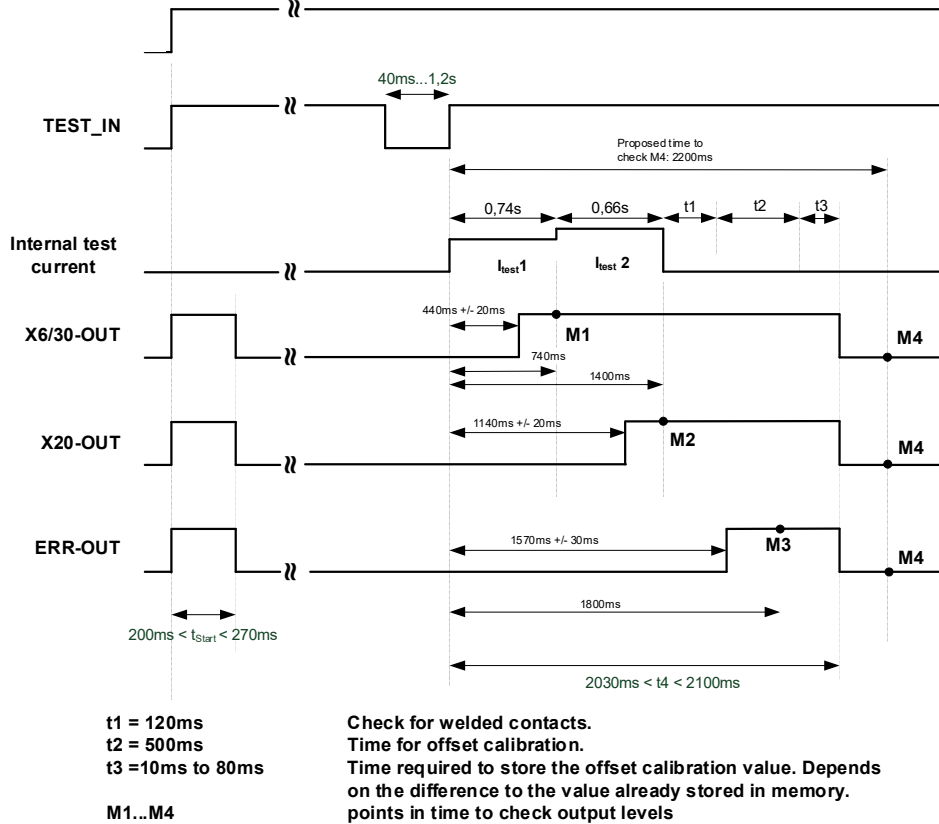 40ms...1,2s
TEST_IN
Proposed time to
check M4: 2200ms
0,74s 0,66s t1 t2 t3
Internal test
current
Itest1 Itest 2
440ms +/- 20ms
X6/30-OUT M1 M4
740ms
1400ms
1140ms +/- 20ms
X20-OUT M2 M4
1570ms +/- 30ms
ERR-OUT M3 M4
1800ms
200ms < tStart < 270ms
2030ms < t4 < 2100ms
t1 = 120ms Check for welded contacts.
t2 = 500ms Time for offset calibration.
t3 =10ms to 80ms Time required to store the offset calibration value. Depends
on the difference to the value already stored in memory.
M1...M4 points in time to check output levels